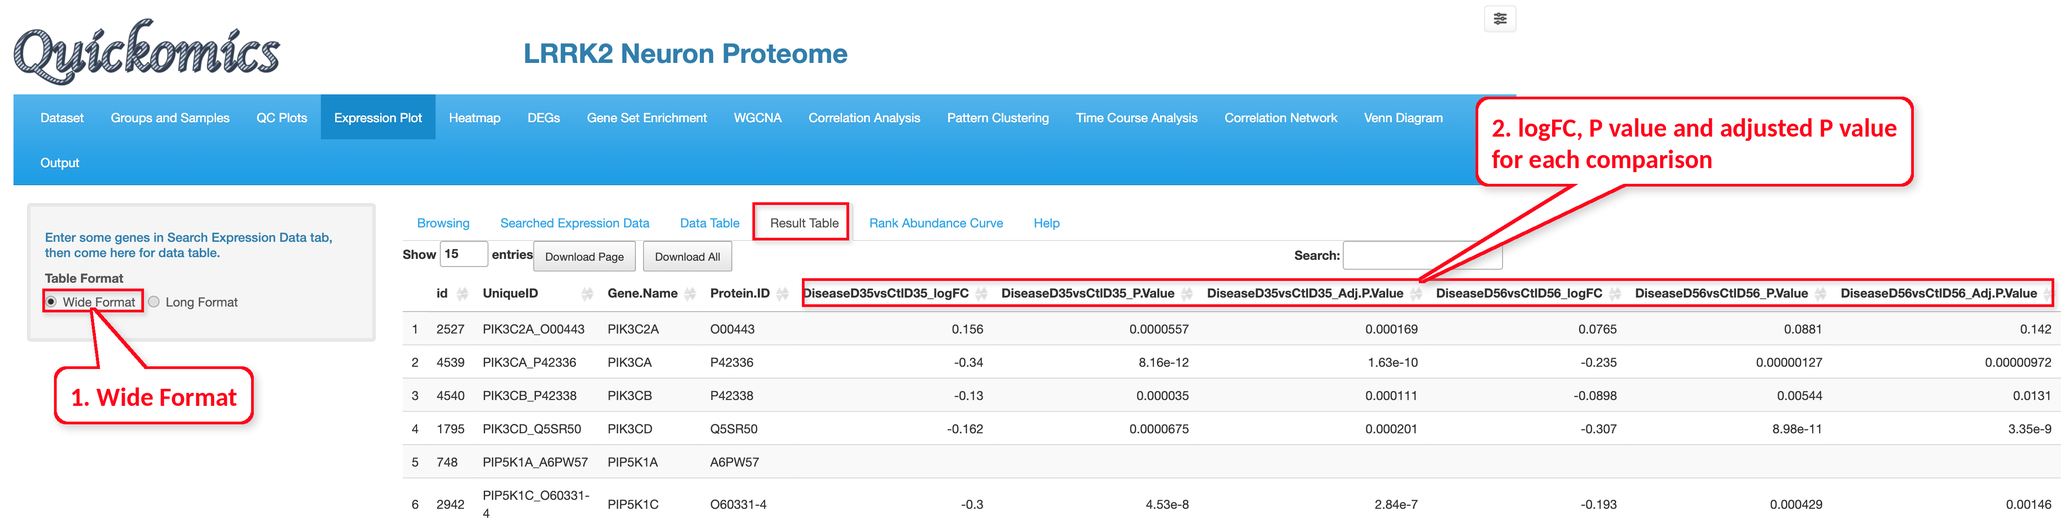 Quickomics
LRRK2 Neuron Proteome
Dataset Groups and Samples QC Plots Expression Plot Heatmap DEGs Gene Set Enrichment WGCNA Correlation Analysis Pattern Clustering Time Course Analysis Correlation Network Venn Diagram
Output
2. logFC, P value and adjusted P value
for each comparison
Enter some genes in Search Expression Data tab,
then come here for data table.
Table Format
Wide Format Long Format
1. Wide Format
Browsing Searched Expression Data Data Table Result Table Rank Abundance Curve Help
Show 15 entries Download Page Download All Search:
id UniqueID Gene.Name Protein.ID DiseaseD35vsCtlD35_logFC DiseaseD35vsCtlD35_P.Value DiseaseD35vsCtlD35_Adj.P.Value DiseaseD56vsCtlD56_logFC DiseaseD56vsCtlD56_P.Value DiseaseD56vsCtlD56_Adj.P.Value
1 2527 PIK3C2A_O00443 PIK3C2A O00443 0.156 0.0000557 0.000169 0.0765 0.0881 0.142
2 4539 PIK3CA_P42336 PIK3CA P42336 -0.34 8.16e-12 1.63e-10 -0.235 0.00000127 0.00000972
3 4540 PIK3CB_P42338 PIK3CB P42338 -0.13 0.000035 0.000111 -0.0898 0.00544 0.0131
4 1795 PIK3CD_Q5SR50 PIK3CD Q5SR50 -0.162 0.0000675 0.000201 -0.307 8.98e-11 3.35e-9
5 748 PIP5K1A_A6PW57 PIP5K1A A6PW57
6 2942 PIP5K1C_O60331-4 PIP5K1C O60331-4 -0.3 4.53e-8 2.84e-7 -0.193 0.000429 0.00146